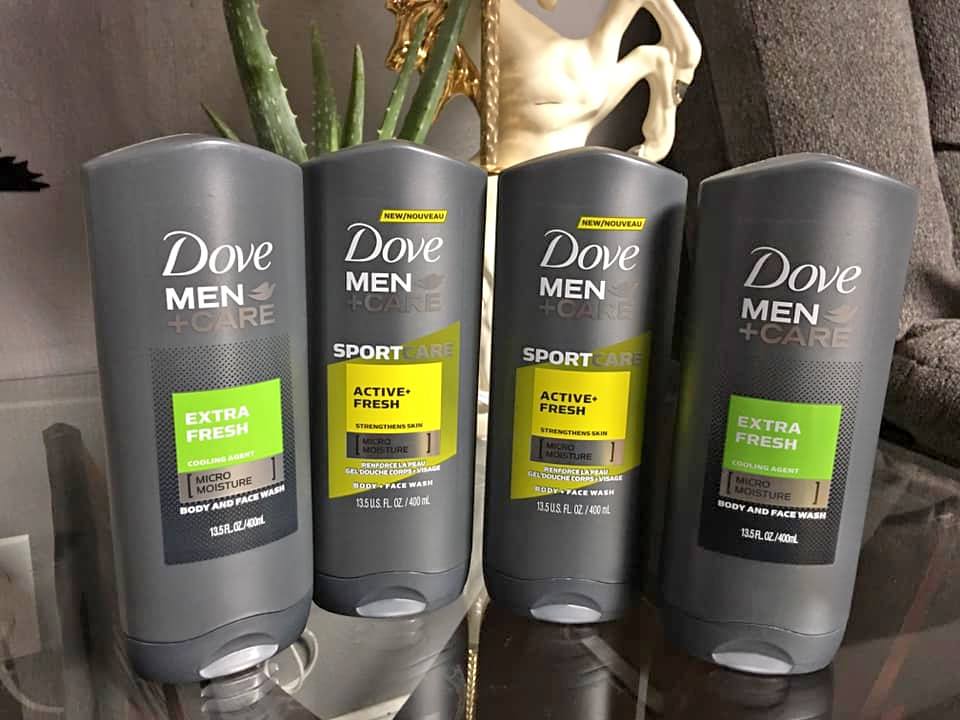 Dove
MEN
+CARE
EXTRA
FRESH
COOLING AGENT
[MICRO
MOISTURE]
BODY AND FACE WASH
13.5 FL. OZ./400mL
NEW/NOUVEAU
Dove
MEN
+CARE
SPORTCARE
ACTIVE+
FRESH
STRENGTHENS SKIN
[MICRO
MOISTURE]
RENFORCE LA PEAU
GEL DOUCHE CORPS + VISAGE
BODY + FACE WASH
13.5 U.S. FL. OZ. / 400 mL
NEW/NOUVEAU
Dove
MEN
+CARE
SPORTCARE
ACTIVE+
FRESH
STRENGTHENS SKIN
[MICRO
MOISTURE]
RENFORCE LA PEAU
GEL DOUCHE CORPS + VISAGE
BODY + FACE WASH
13.5 U.S. FL. OZ. / 400 mL
Dove
MEN
+CARE
EXTRA
FRESH
COOLING AGENT
[MICRO
MOISTURE]
BODY AND FACE WASH
13.5 FL. OZ./400mL